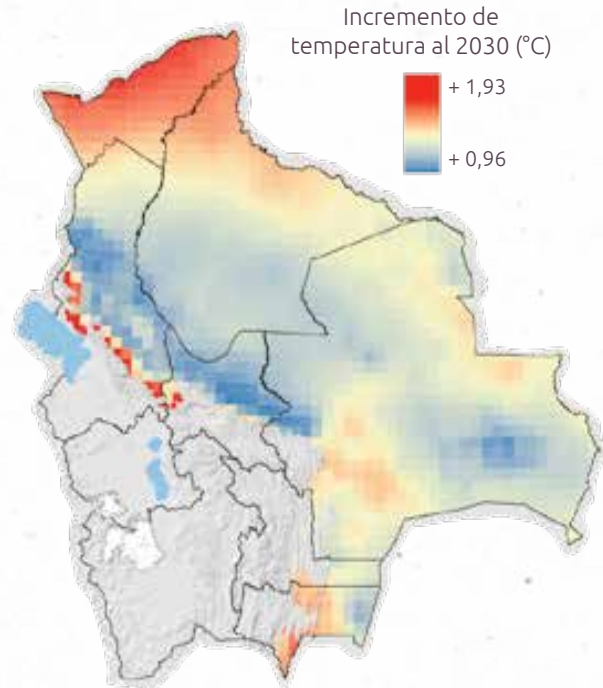 Incremento de
temperatura al 2030 (°C)
+ 1,93
+ 0,96